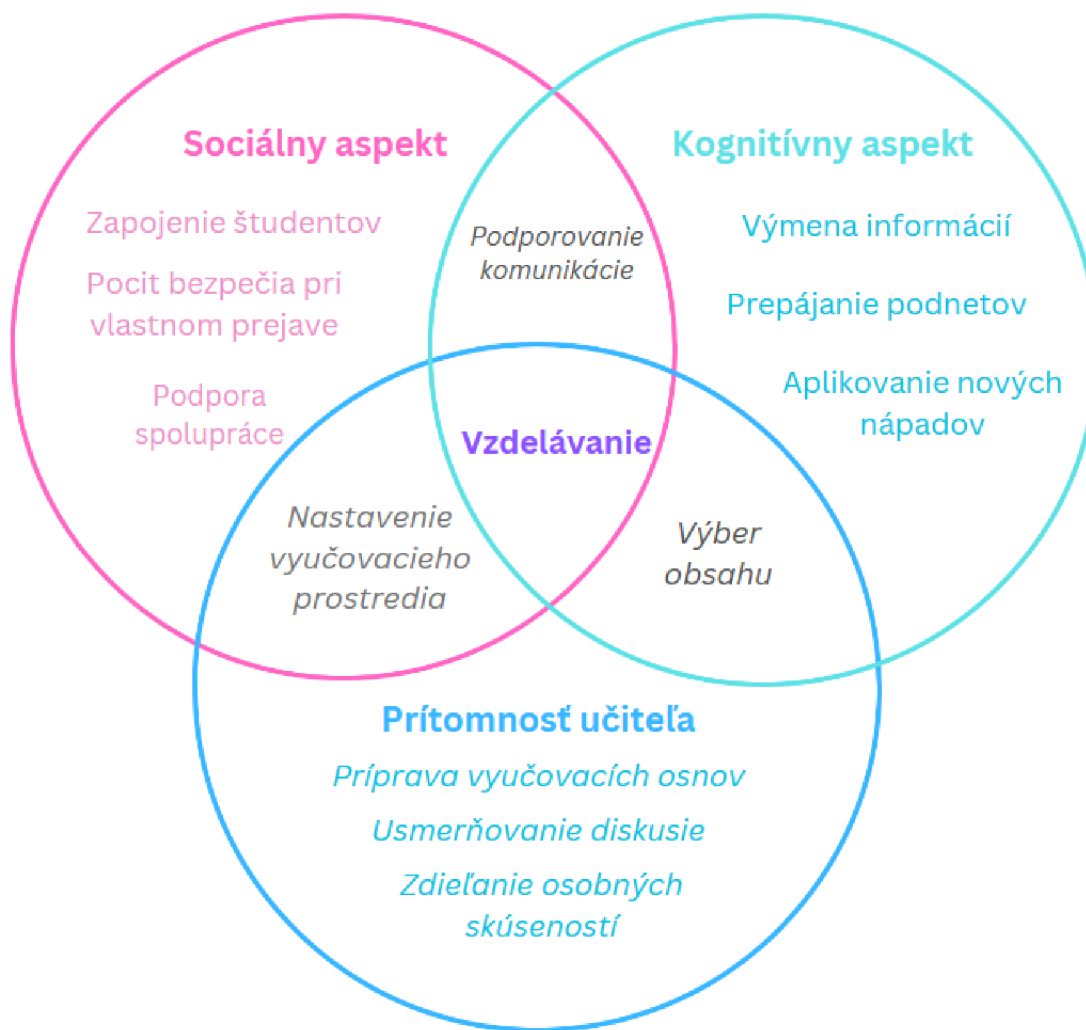 Sociálny aspekt
Zapojenie študentov
Pocit bezpečia pri
vlastnom prejave
Podpora
spolupráce
Kognitívny aspekt
Výmena informácií
Prepájanie podnetov
Aplikovanie nových
nápadov
Podporovanie
komunikácie
Vzdelávanie
Nastavenie
vyučovacieho
prostredia
Výber
obsahu
Prítomnosť učiteľa
Príprava vyučovacích osnov
Usmerňovanie diskusie
Zdieľanie osobných
skúseností